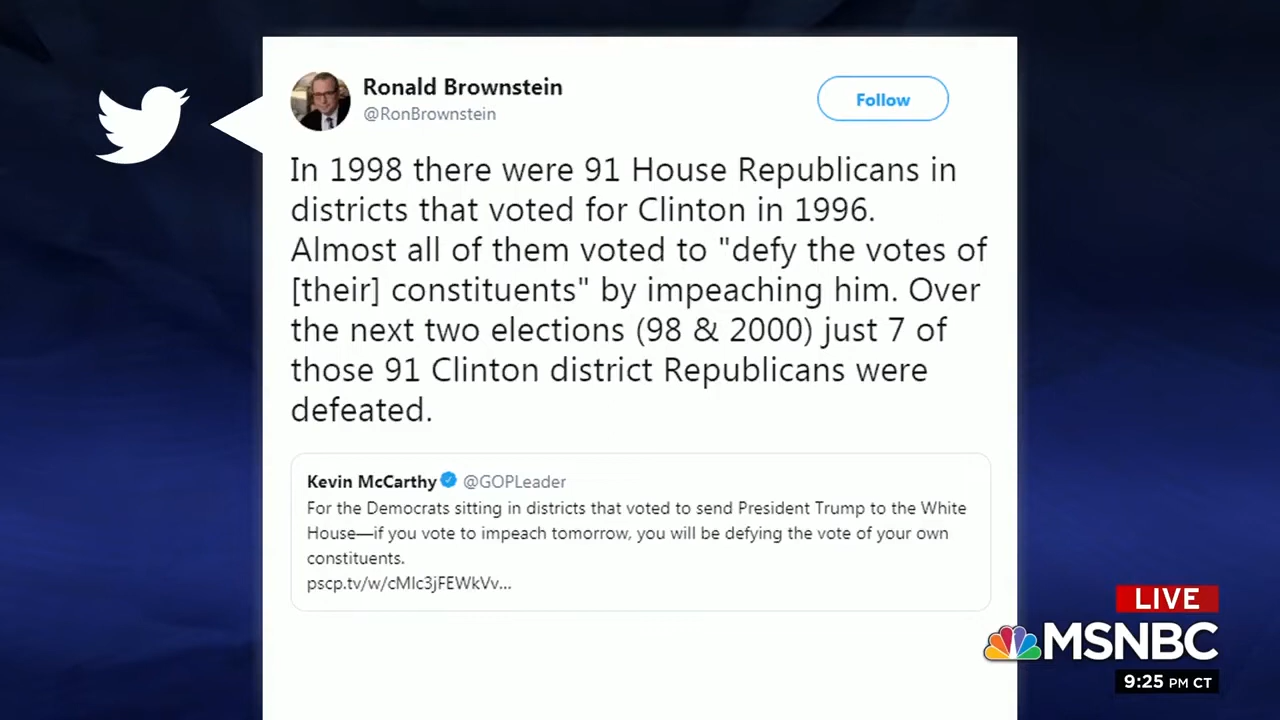 Ronald Brownstein
@RonBrownstein
Follow
In 1998 there were 91 House Republicans in
districts that voted for Clinton in 1996.
Almost all of them voted to "defy the votes of
[their] constituents" by impeaching him. Over
the next two elections (98 & 2000) just 7 of
those 91 Clinton district Republicans were
defeated.
Kevin McCarthy @GOPLeader
For the Democrats sitting in districts that voted to send President Trump to the White
House—if you vote to impeach tomorrow, you will be defying the vote of your own
constituents.
pscp.tv/w/cMlc3jFEWkVv...
LIVE
MSNBC
9:25 PM CT